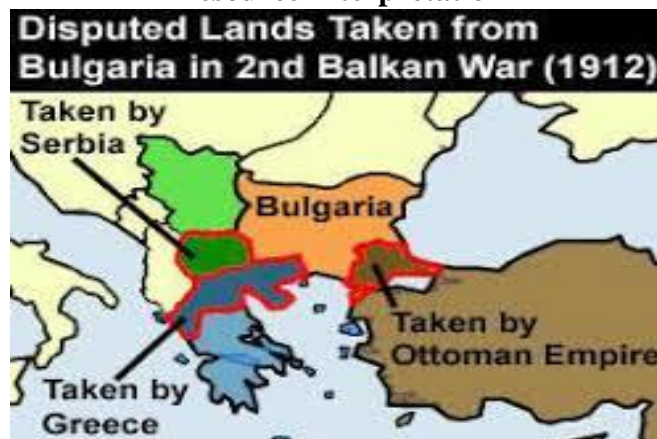 Disputed Lands Taken from
Bulgaria in 2nd Balkan War (1912)
Taken by
Serbia
Bulgaria
Taken by
Ottoman Empire
Taken by
Greece